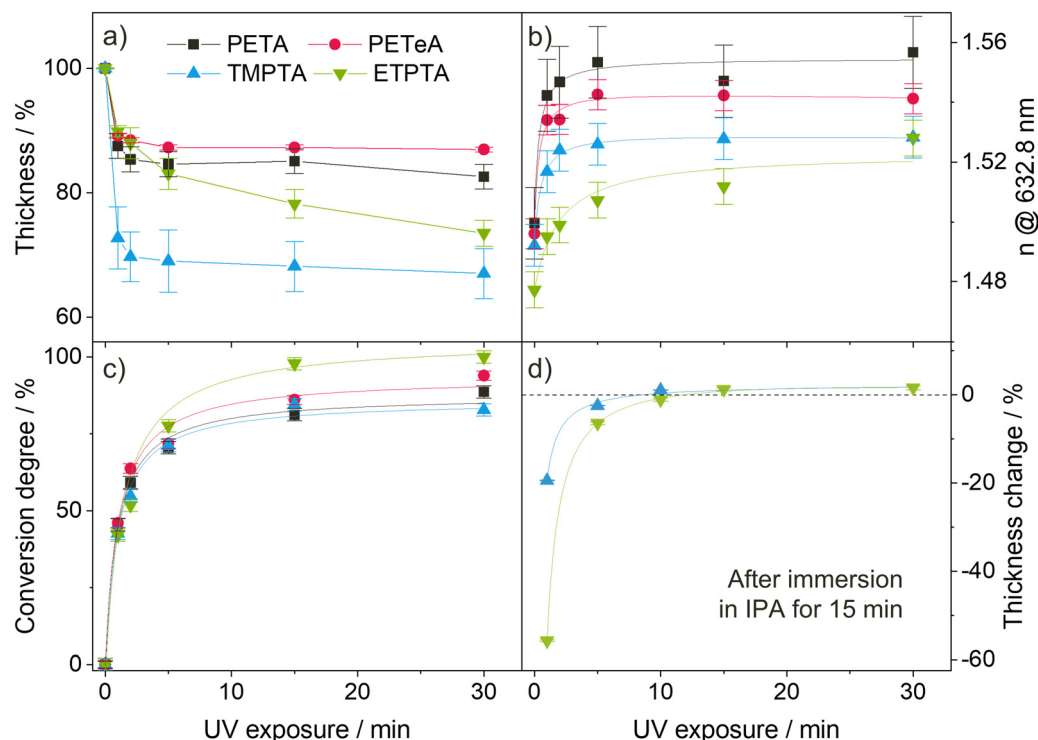 a)
PETA
PETeA
TMPTA
ETPTA
100
80
60
Thickness / %
b)
1.56
1.52
1.48
n @ 632.8 nm
c)
100
50
0
Conversion degree / %
0
10
20
30
UV exposure / min
d)
0
-20
-40
-60
Thickness change / %
After immersion
in IPA for 15 min
0
10
20
30
UV exposure / min